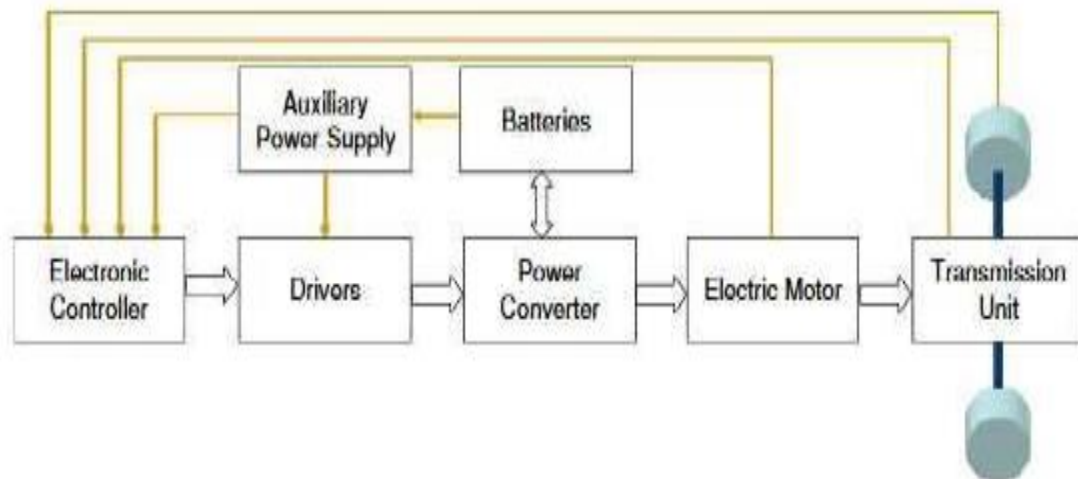 Auxiliary
Power Supply
Batteries
Electronic
Controller
Drivers
Power
Converter
Electric Motor
Transmission
Unit